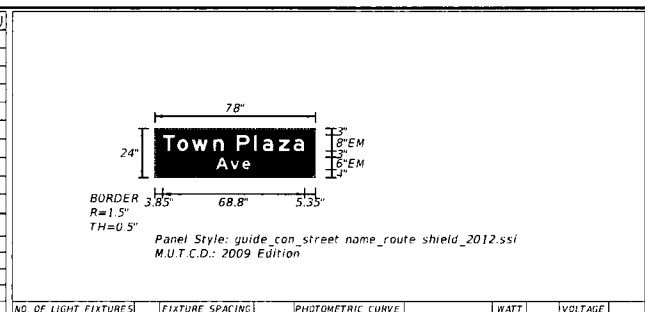 78"
Town Plaza
Ave
24"
3"
8"EM
3"
6"EM
4"
BORDER
R=1.5"
TH=0.5"
3.85" 68.8" 5.35"
Panel Style: guide_con_street name_route shield_2012.ssi
M.U.T.C.D.: 2009 Edition
NO. OF LIGHT FIXTURES FIXTURE SPACING PHOTOMETRIC CURVE WATT VOLTAGE